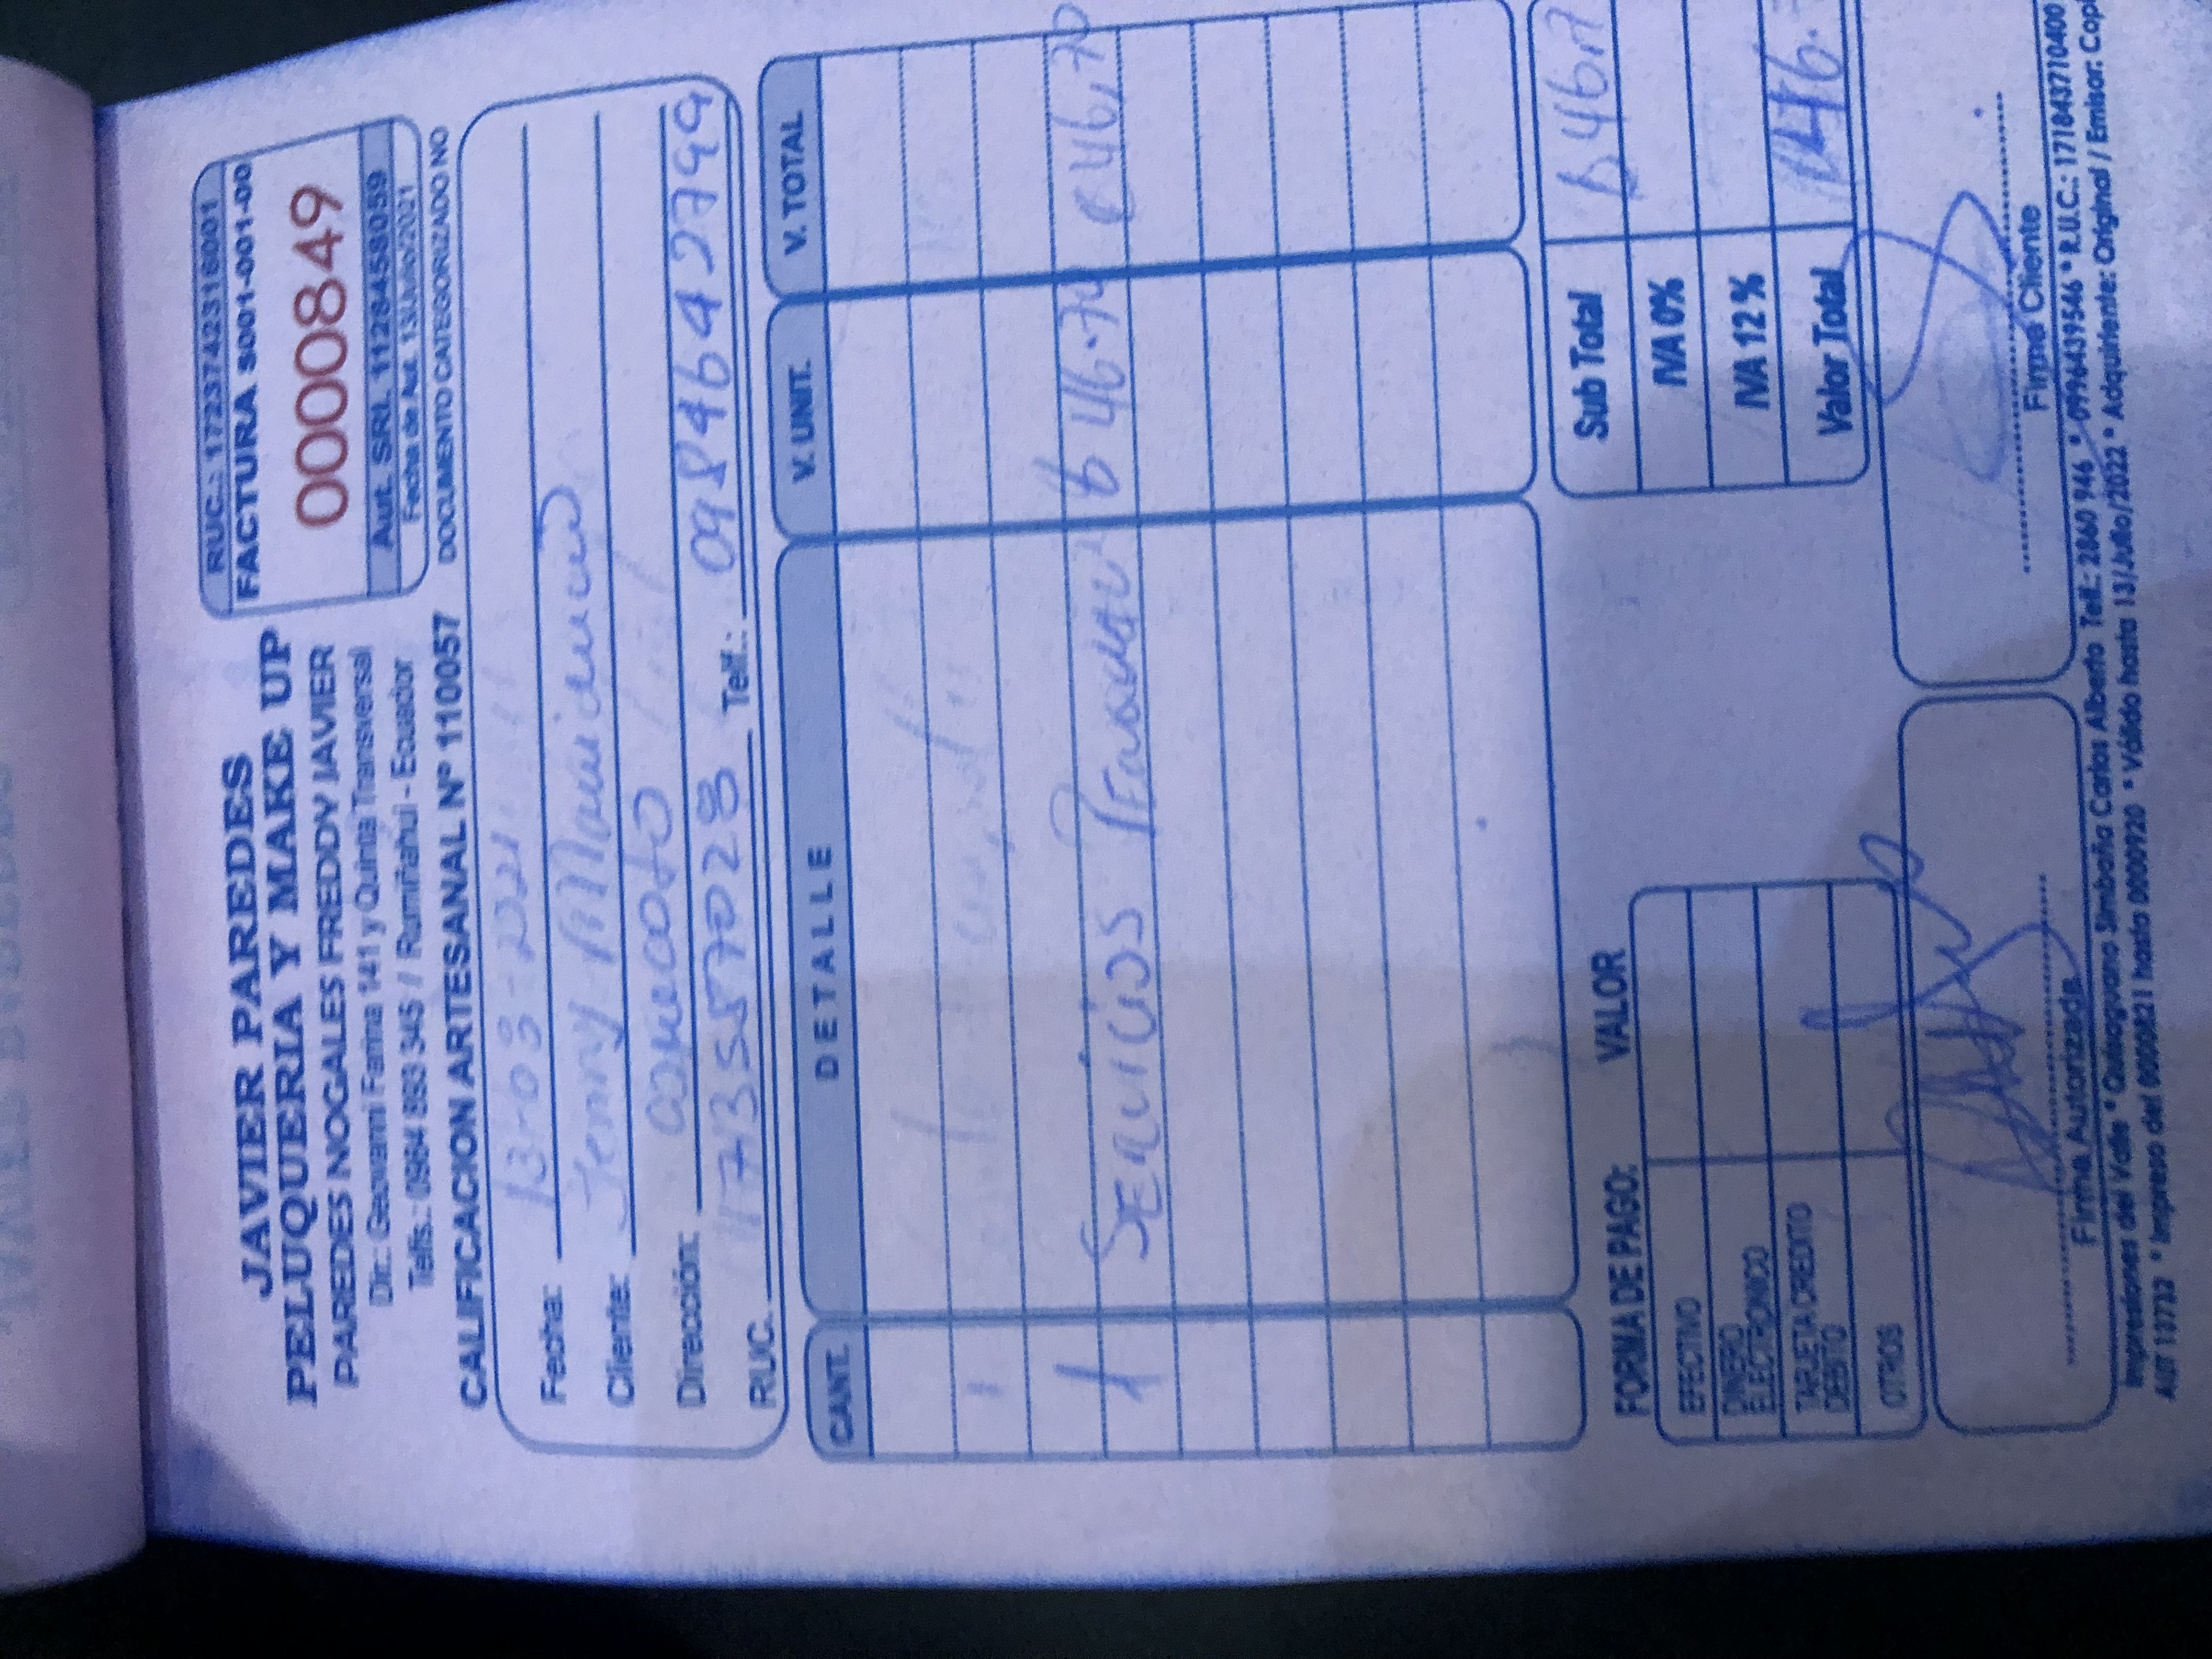 JAVIER PAREDES
PELUQUERIA Y MAKE UP
PAREDES NOGALES FREDDY JAVIER
Dir.: Geovanni Farina 141 y Quinta Transversal
Telfs.: 0984 893 345 / Rumiñahui - Ecuador
CALIFICACION ARTESANAL Nº 110057
RUC.: 1723742316001
FACTURA S001-001-00
0000849
Aut. SRI. 1128458059
Fecha de Aut. 13/Julio/2021
DOCUMENTO CATEGORIZADO NO
Fecha: 13-03-2221
Cliente: Jenny
Dirección: conocoto
RUC. 1713587028 Telf.: 0984642799
CANT. DETALLE V. UNIT. V. TOTAL
1 SERVICIOS $ 46.70 $ 46,70
FORMA DE PAGO: VALOR
EFECTIVO
DINERO
ELECTRONICO
TARJETA CREDITO
DEBITO
OTROS
Sub Total $ 46.7
IVA 0%
IVA 12 %
Valor Total 46.
Firma Autorizada
Firma Cliente
Impresiones del Valle * Quisaguano Simbaña Carlos Alberto Telf.: 2860 946 * 0996439546 * R.U.C.: 171843710400
AUT 13732 * Impreso del 0000821 hasta 0000920 * Válido hasta 13/Julio/2022 * Adquiriente: Original / Emisor: Copi